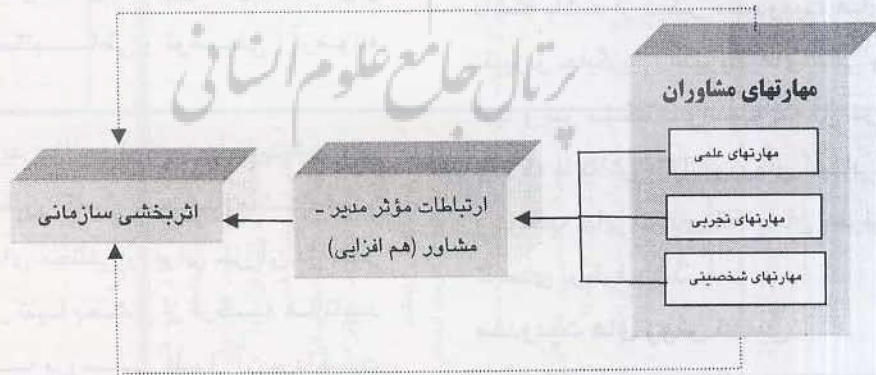 پرتال جامع علوم انسانی
مهارتهای مشاوران
مهارتهای علمی
مهارتهای تجربی
مهارتهای شخصیتی
ارتباطات مؤثر مدیر -
مشاور (هم افزایی)
اثربخشی سازمانی